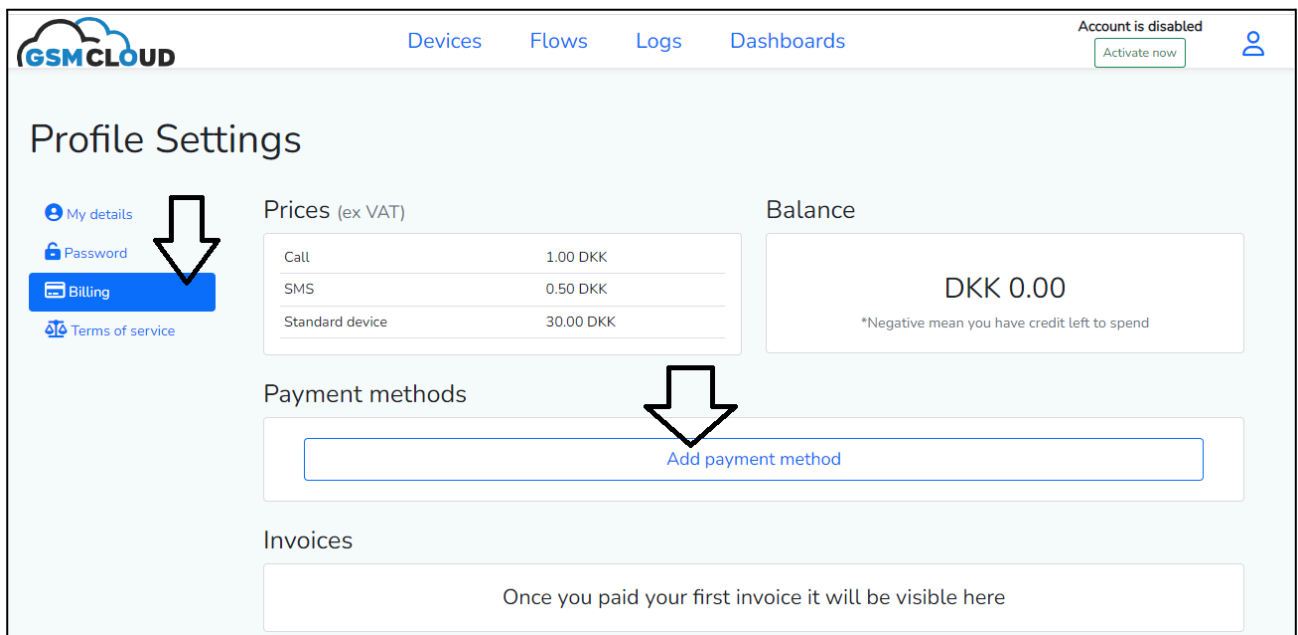 GSMCLOUD
Devices Flows Logs Dashboards
Account is disabled
Activate now
Profile Settings
My details
Password
Billing
Terms of service
Prices (ex VAT)
Call 1.00 DKK
SMS 0.50 DKK
Standard device 30.00 DKK
Balance
DKK 0.00
*Negative mean you have credit left to spend
Payment methods
Add payment method
Invoices
Once you paid your first invoice it will be visible here